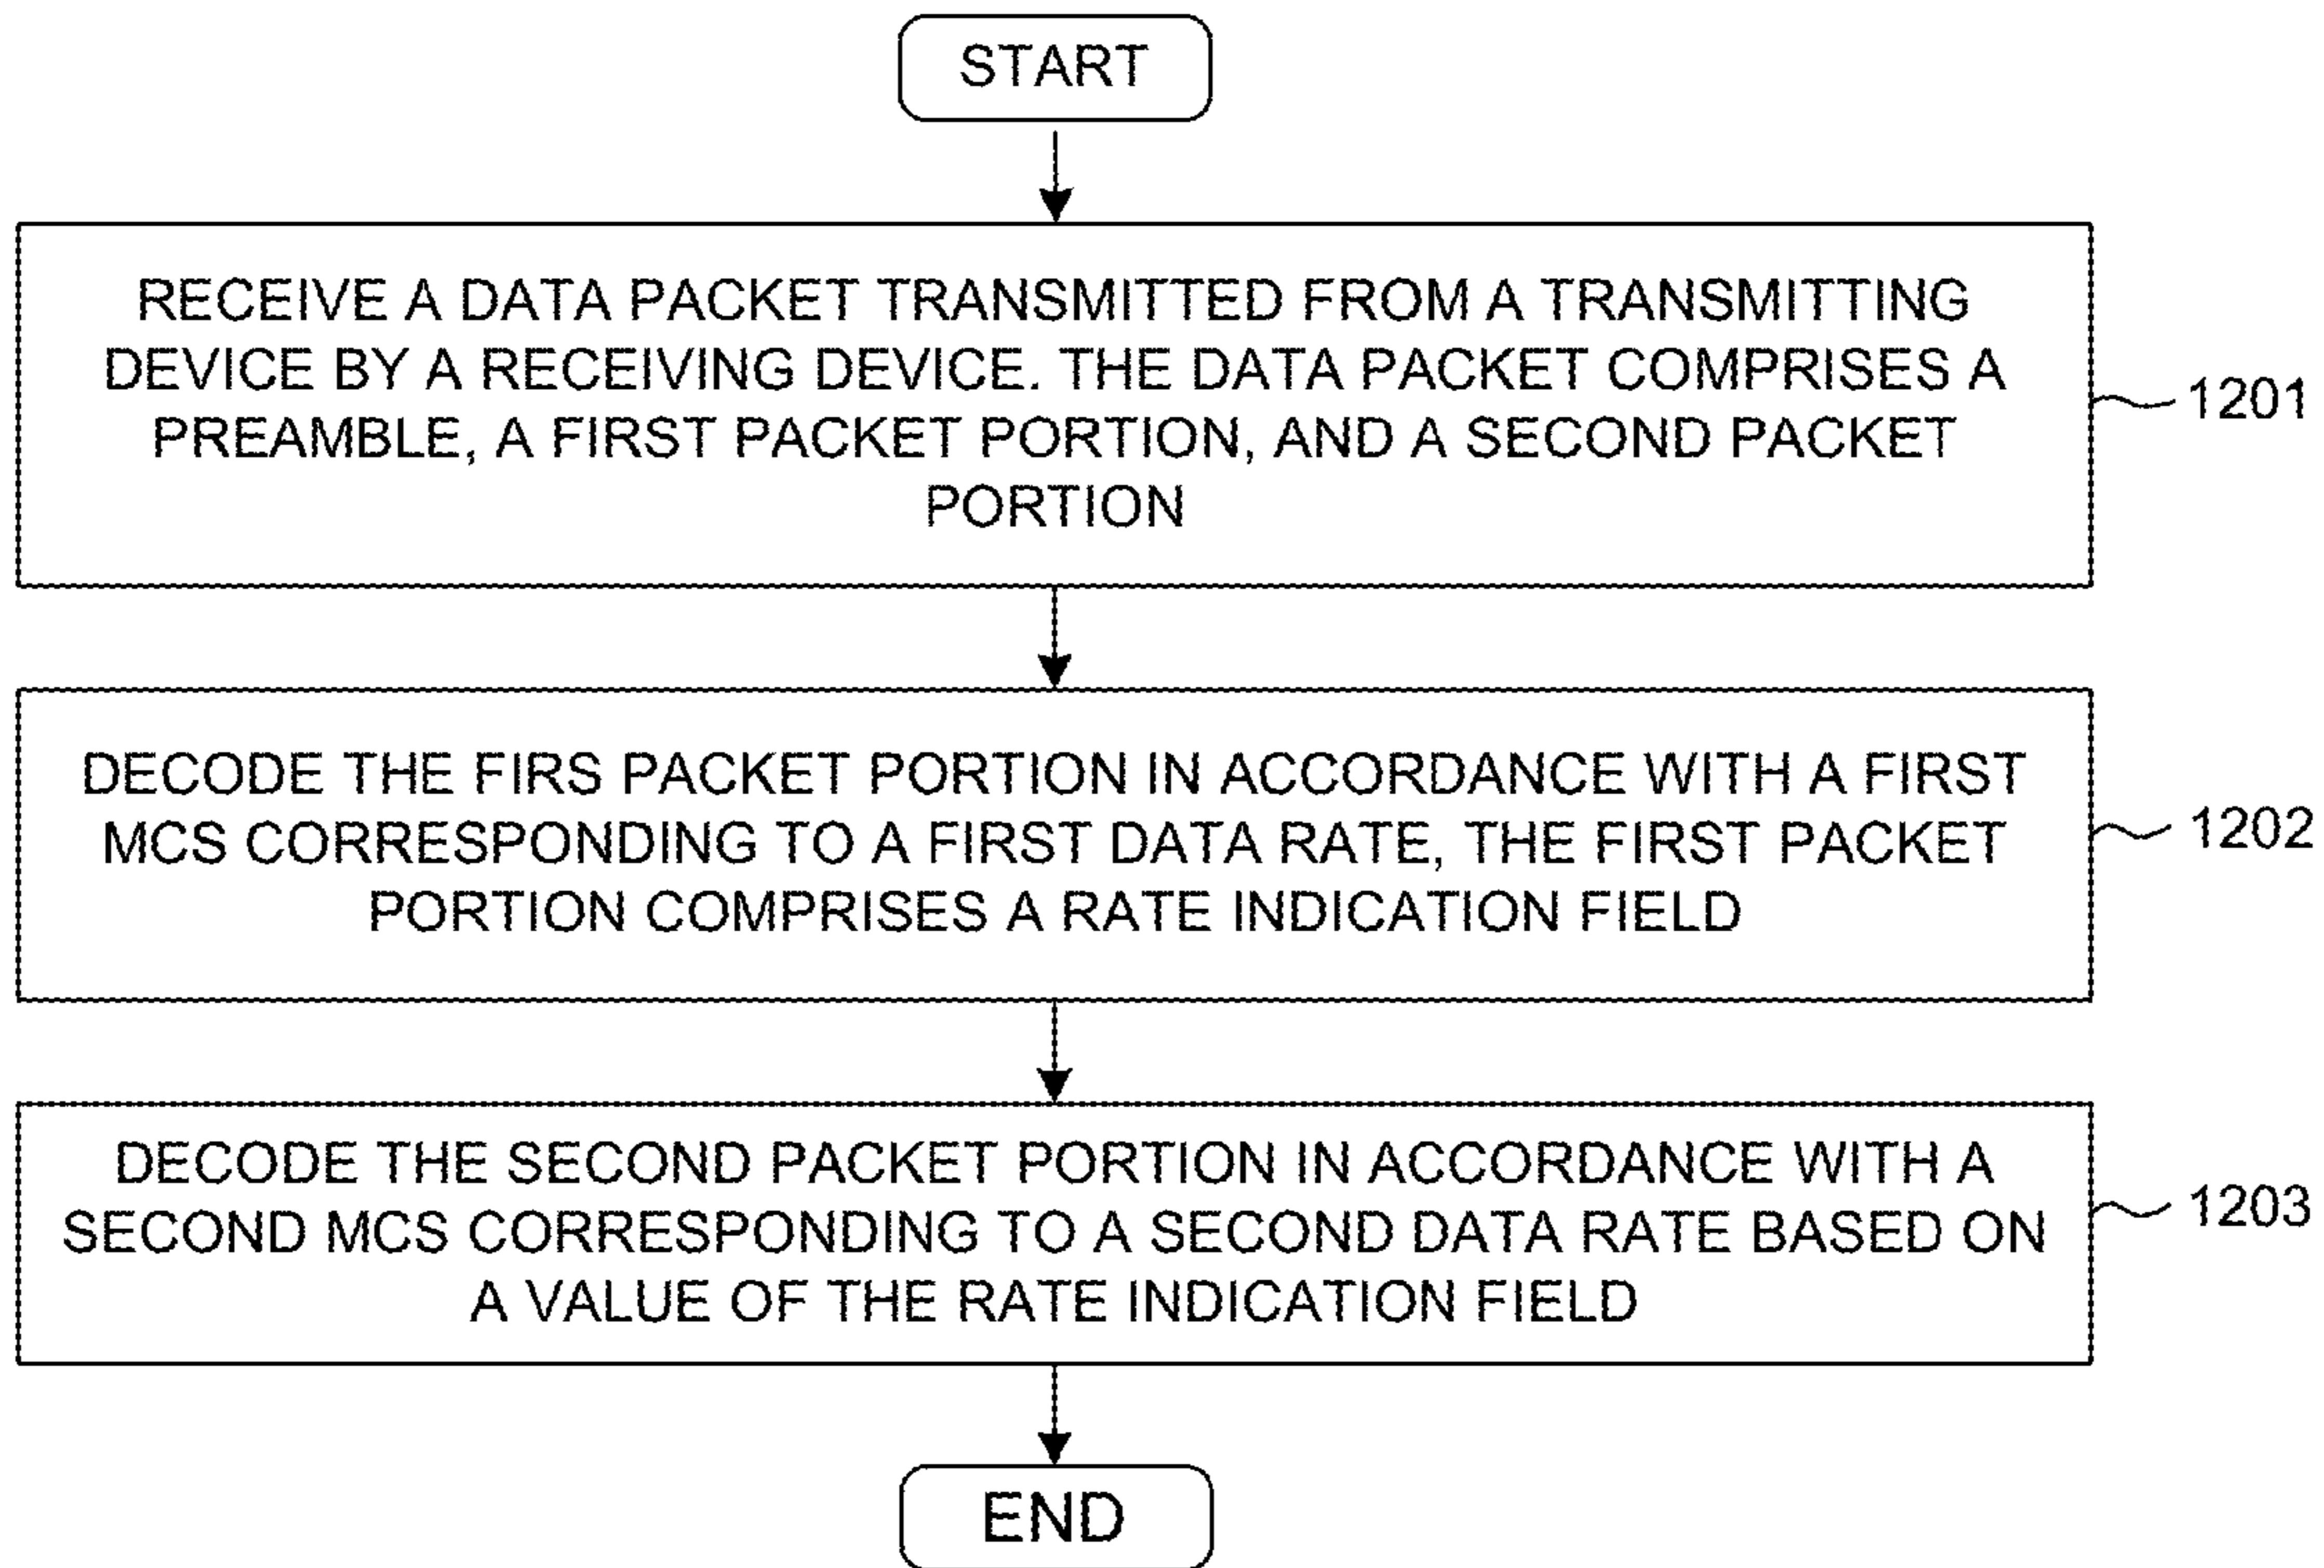 START
RECEIVE A DATA PACKET TRANSMITTED FROM A TRANSMITTING
DEVICE BY A RECEIVING DEVICE. THE DATA PACKET COMPRISES A
PREAMBLE, A FIRST PACKET PORTION, AND A SECOND PACKET
PORTION
1201
DECODE THE FIRS PACKET PORTION IN ACCORDANCE WITH A FIRST
MCS CORRESPONDING TO A FIRST DATA RATE, THE FIRST PACKET
PORTION COMPRISES A RATE INDICATION FIELD
1202
DECODE THE SECOND PACKET PORTION IN ACCORDANCE WITH A
SECOND MCS CORRESPONDING TO A SECOND DATA RATE BASED ON
A VALUE OF THE RATE INDICATION FIELD
1203
END